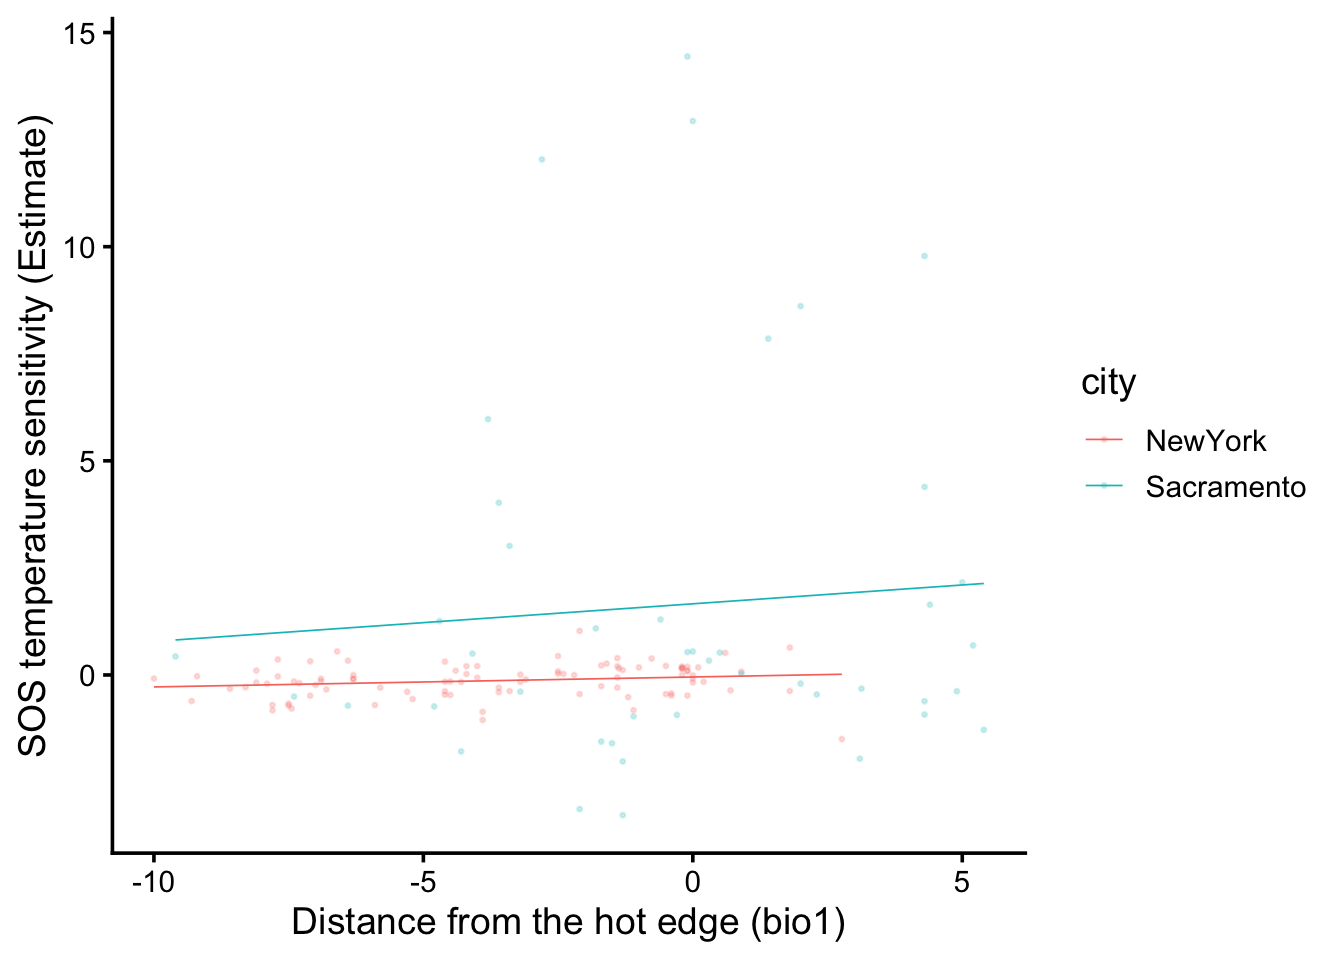 15
10
5
0
SOS temperature sensitivity (Estimate)
-10
-5
0
5
Distance from the hot edge (bio1)
city
NewYork
Sacramento